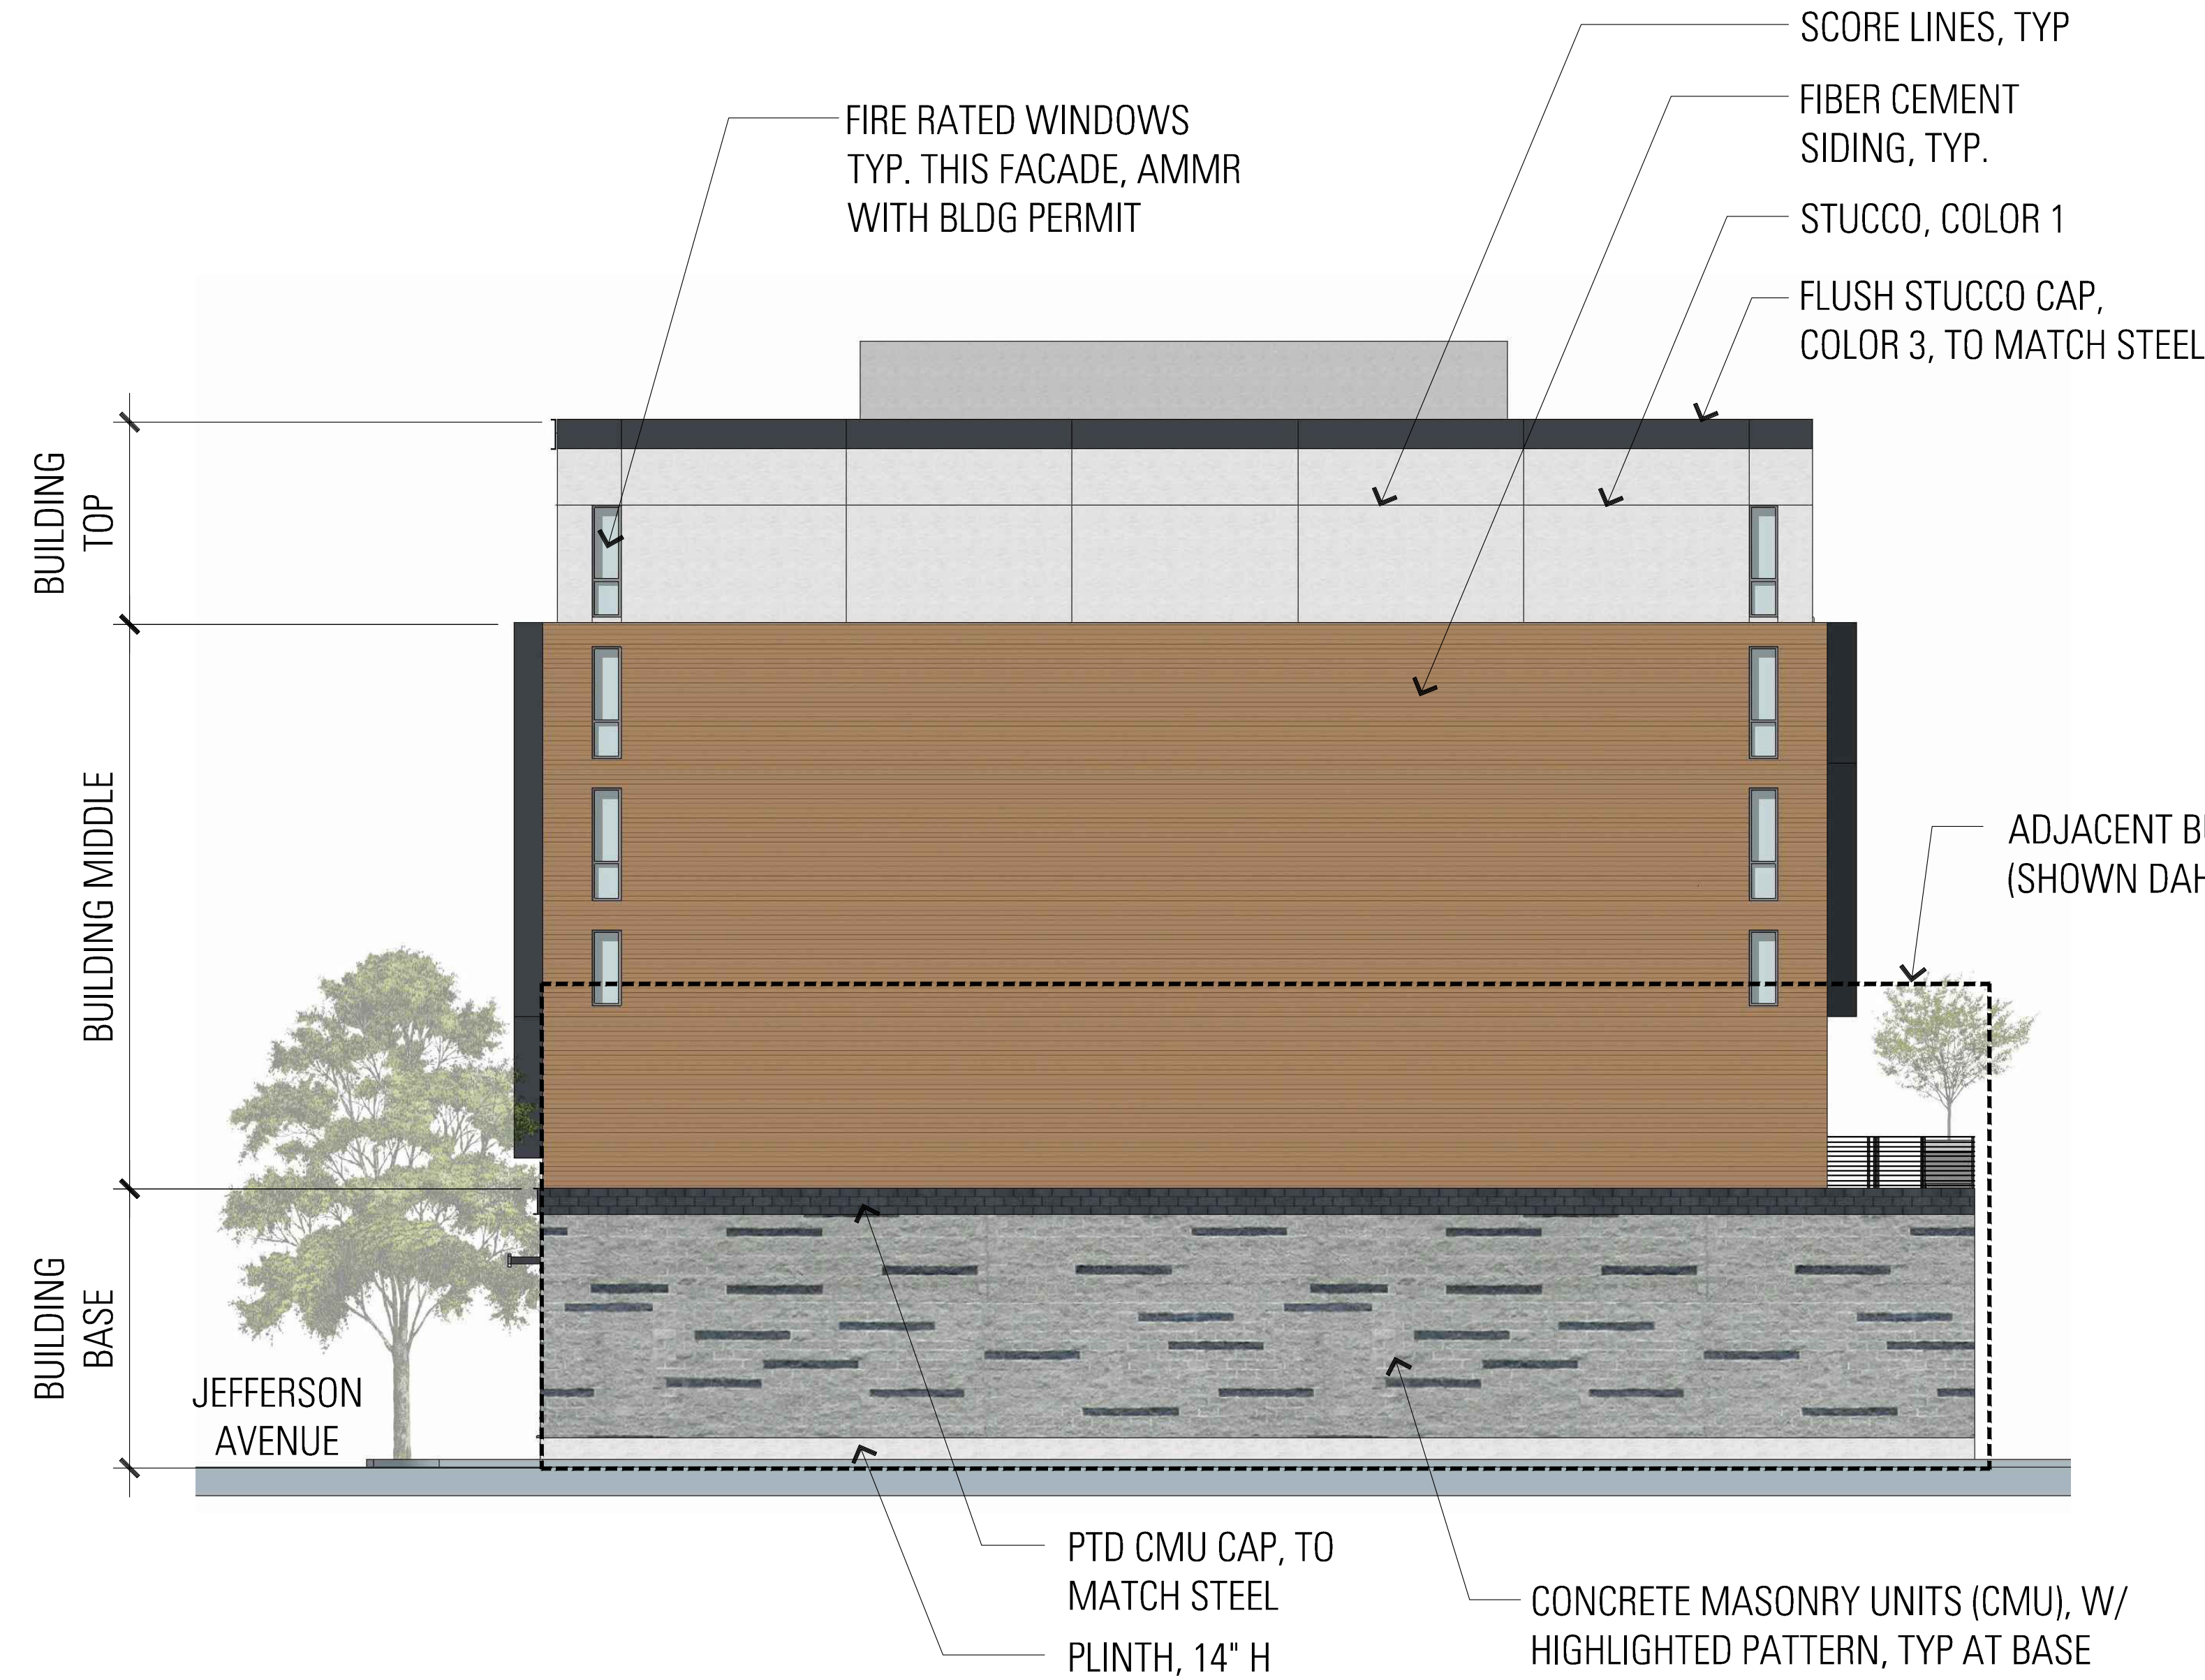 SCORE LINES, TYP
FIBER CEMENT
SIDING, TYP.
STUCCO, COLOR 1
FLUSH STUCCO CAP,
COLOR 3, TO MATCH STEEL
FIRE RATED WINDOWS
TYP. THIS FACADE, AMMR
WITH BLDG PERMIT
BUILDING
TOP
BUILDING MIDDLE
ADJACENT
(SHOWN
BUILDING
BASE
JEFFERSON
AVENUE
PTD CMU CAP, TO
MATCH STEEL
PLINTH, 14" H
CONCRETE MASONRY UNITS (CMU), W/
HIGHLIGHTED PATTERN, TYP AT BASE